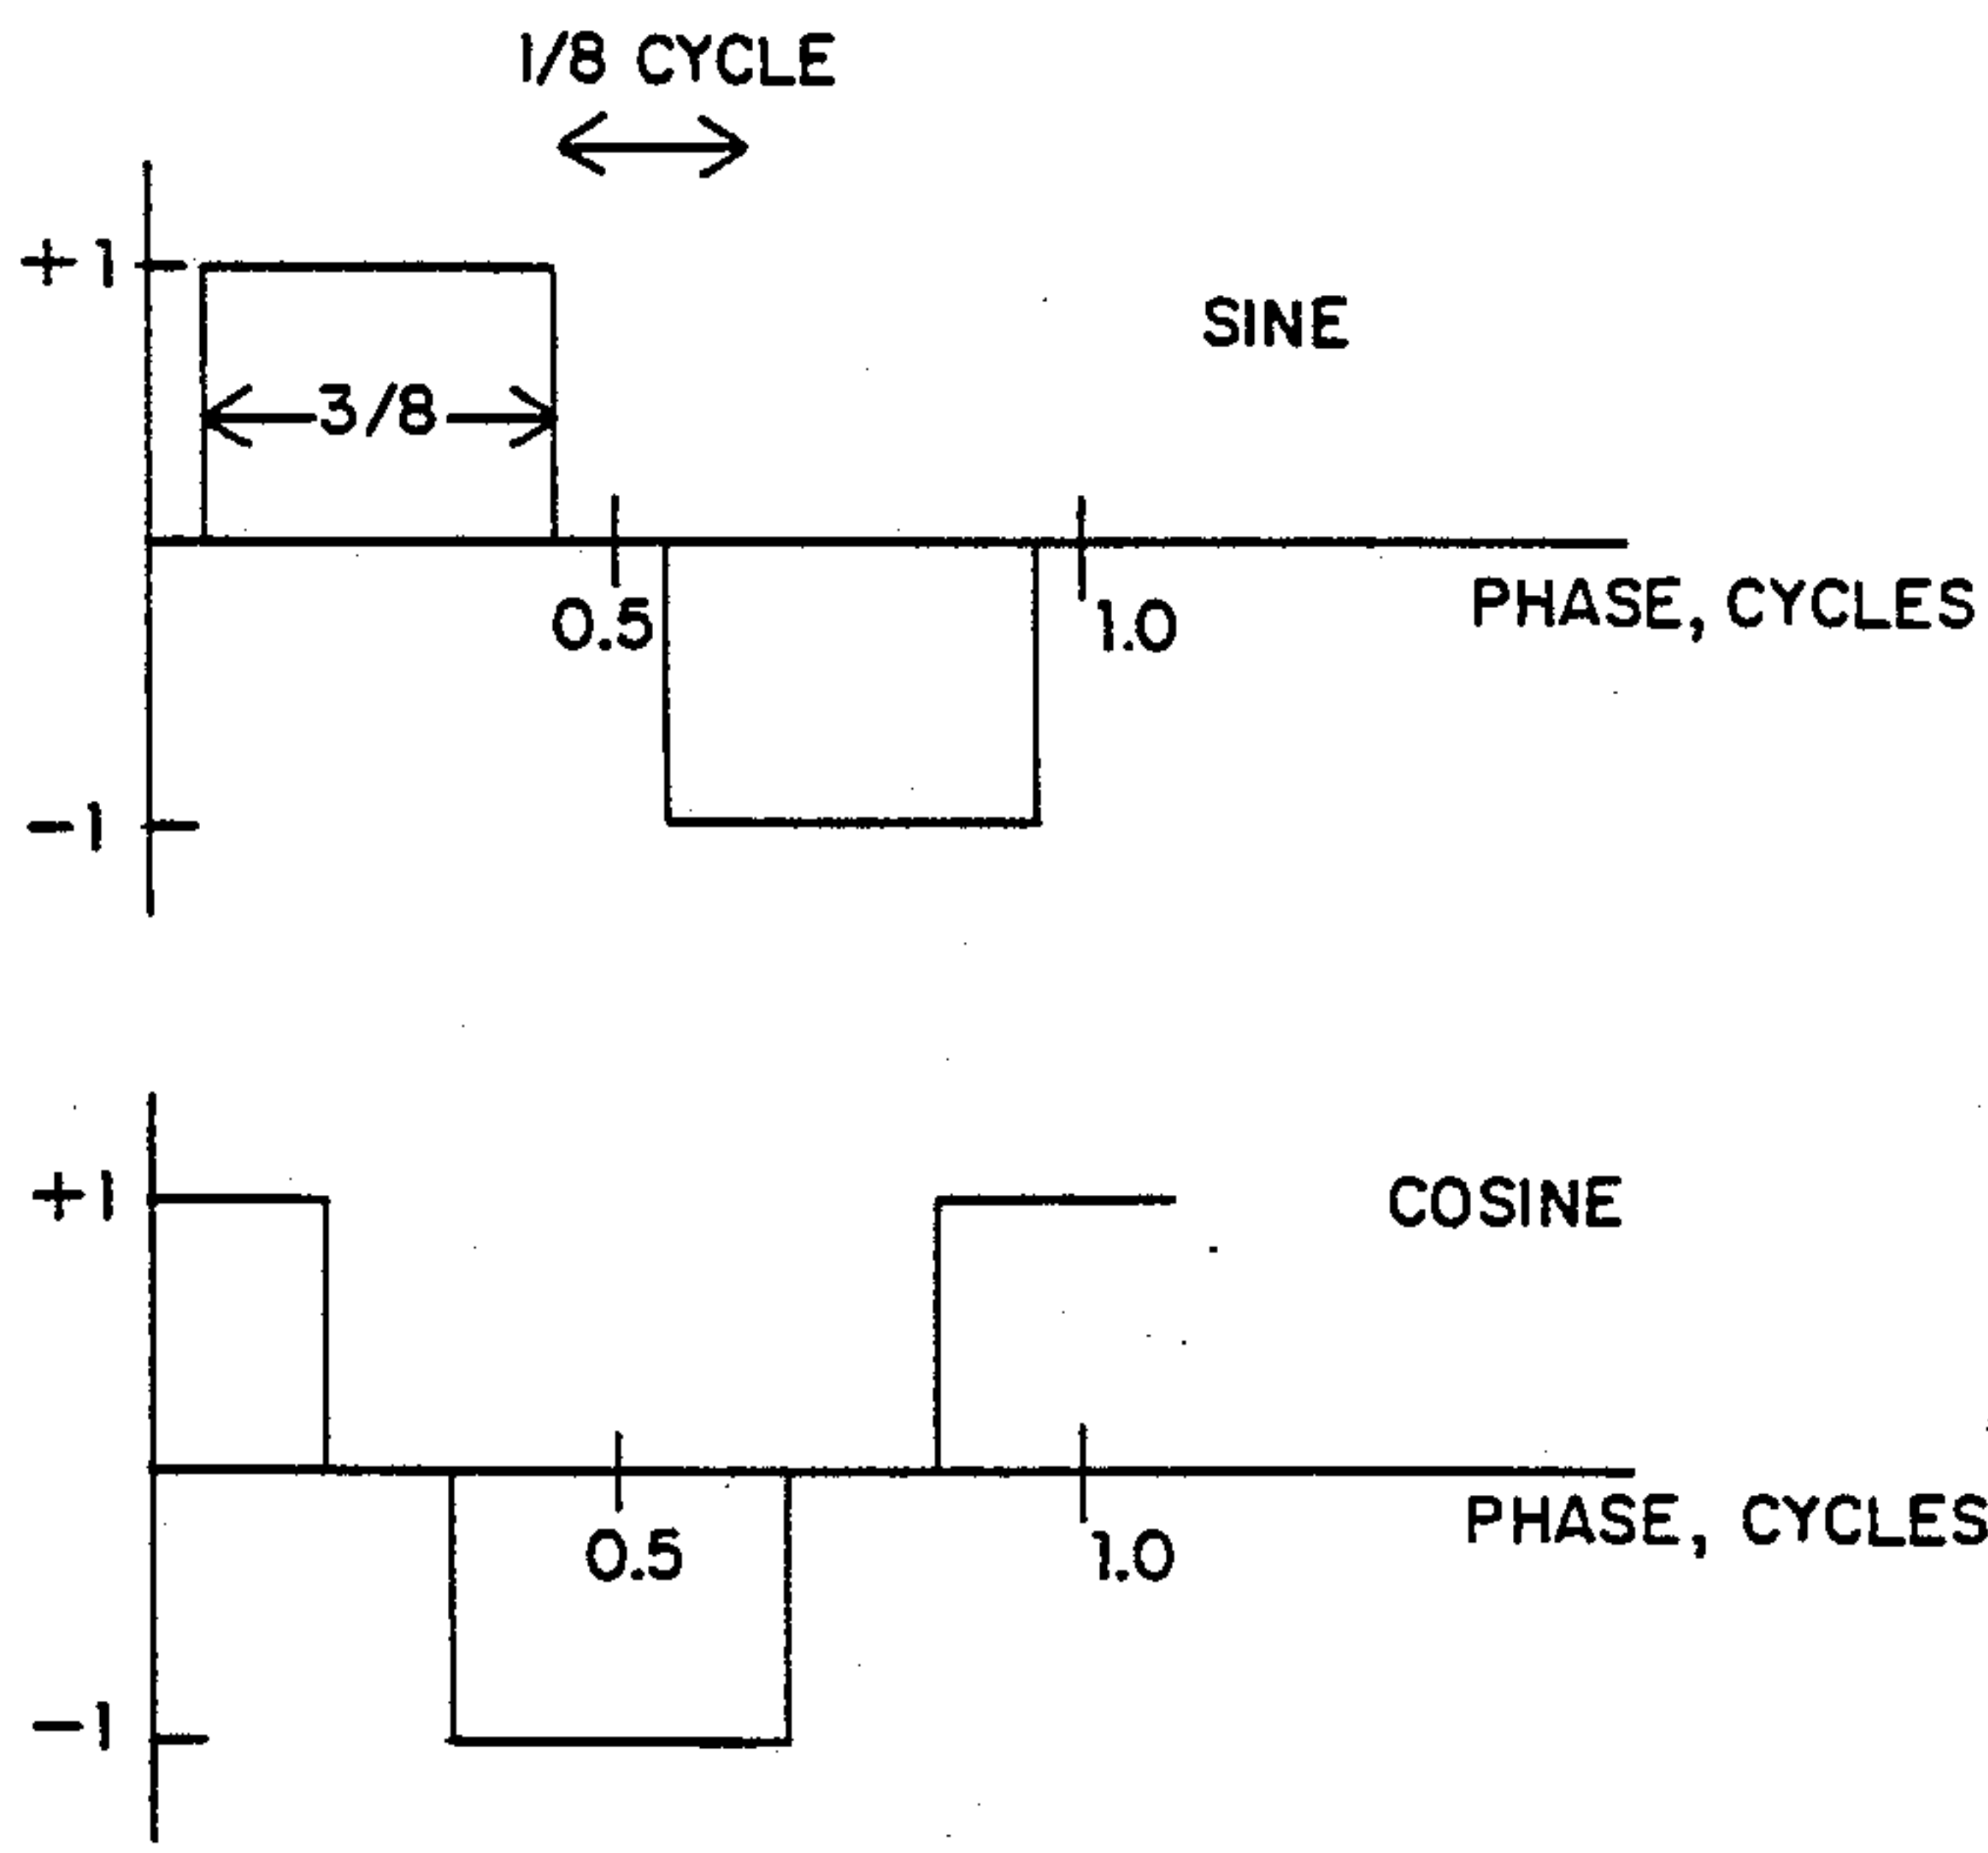 1/8 CYCLE
+1
SINE
3/8
0.5
1.0
PHASE, CYCLES
-1
+1
COSINE
0.5
1.0
PHASE, CYCLES
-1